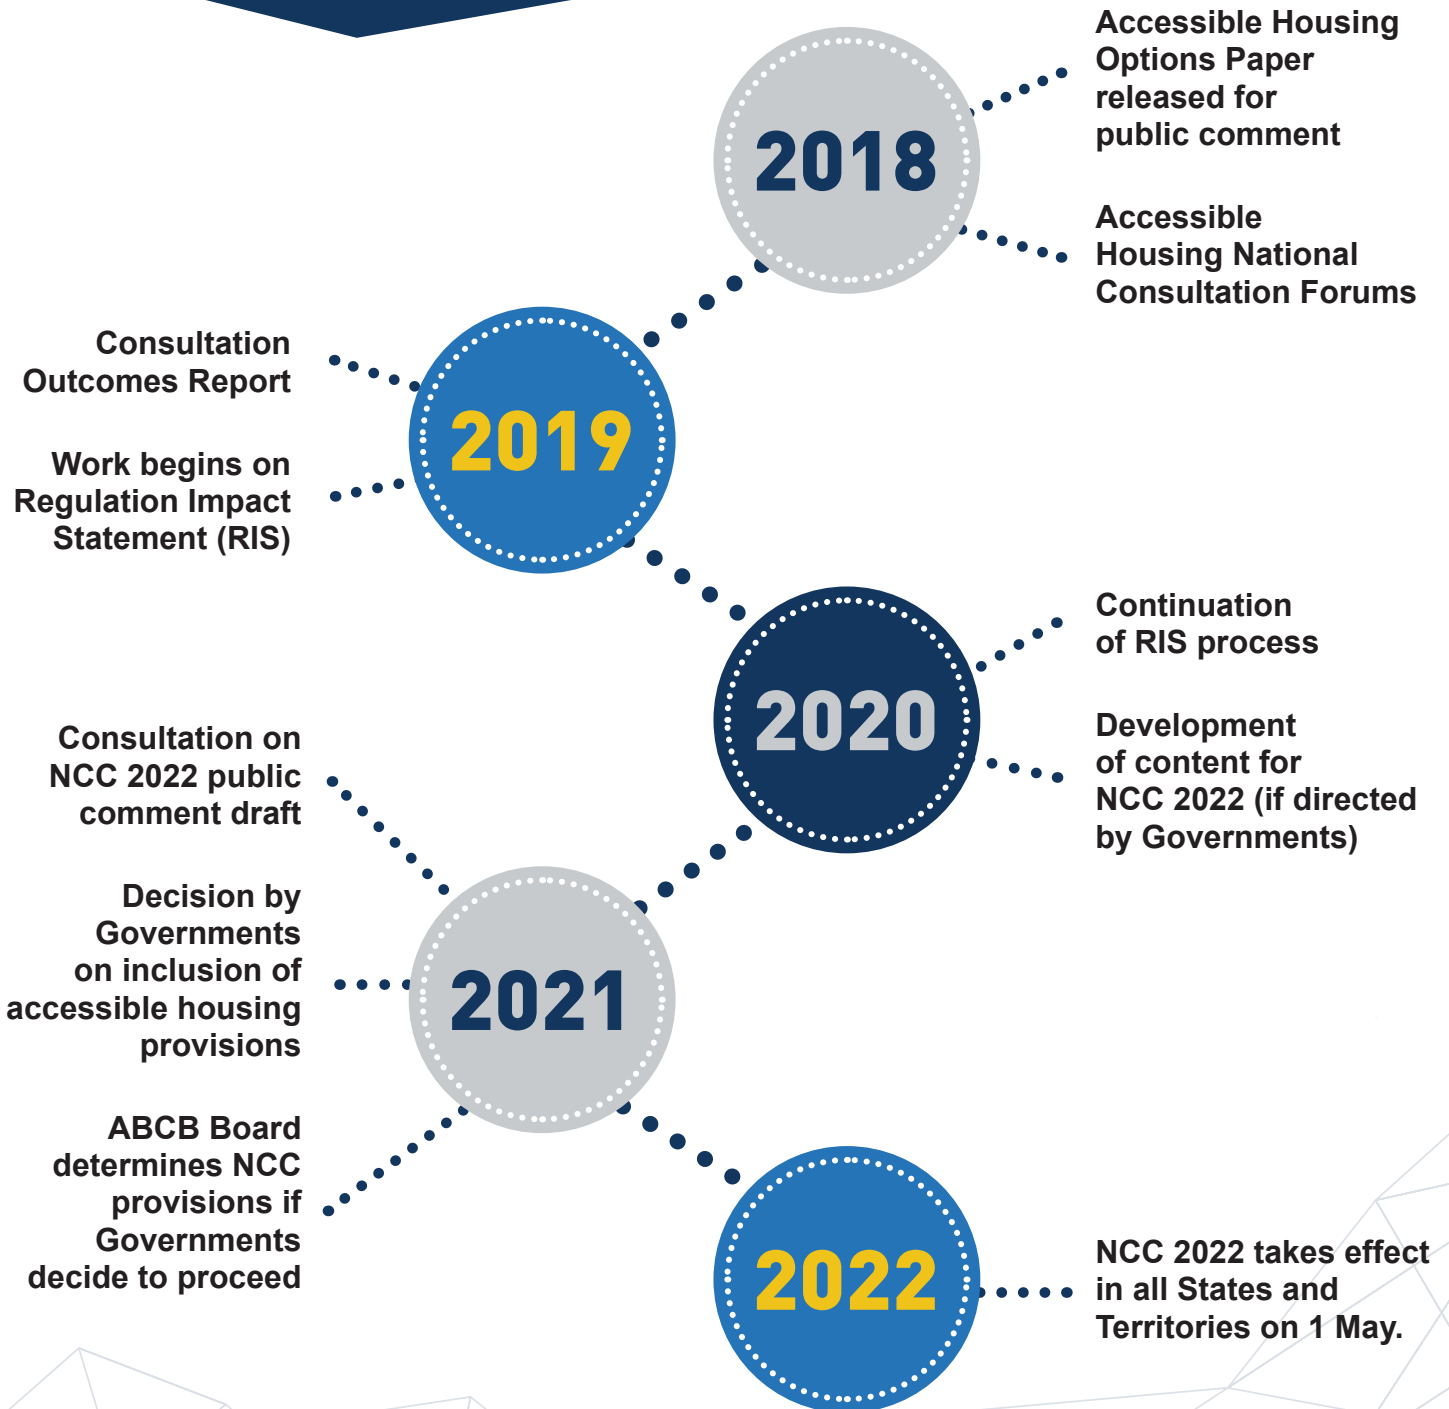 2018
Accessible Housing
Options Paper
released for
public comment
Accessible
Housing National
Consultation Forums
2019
Consultation
Outcomes Report
Work begins on
Regulation Impact
Statement (RIS)
2020
Continuation
of RIS process
Development
of content for
NCC 2022 (if directed
by Governments)
2021
Consultation on
NCC 2022 public
comment draft
Decision by
Governments
on inclusion of
accessible housing
provisions
ABCB Board
determines NCC
provisions if
Governments
decide to proceed
2022
NCC 2022 takes effect
in all States and
Territories on 1 May.